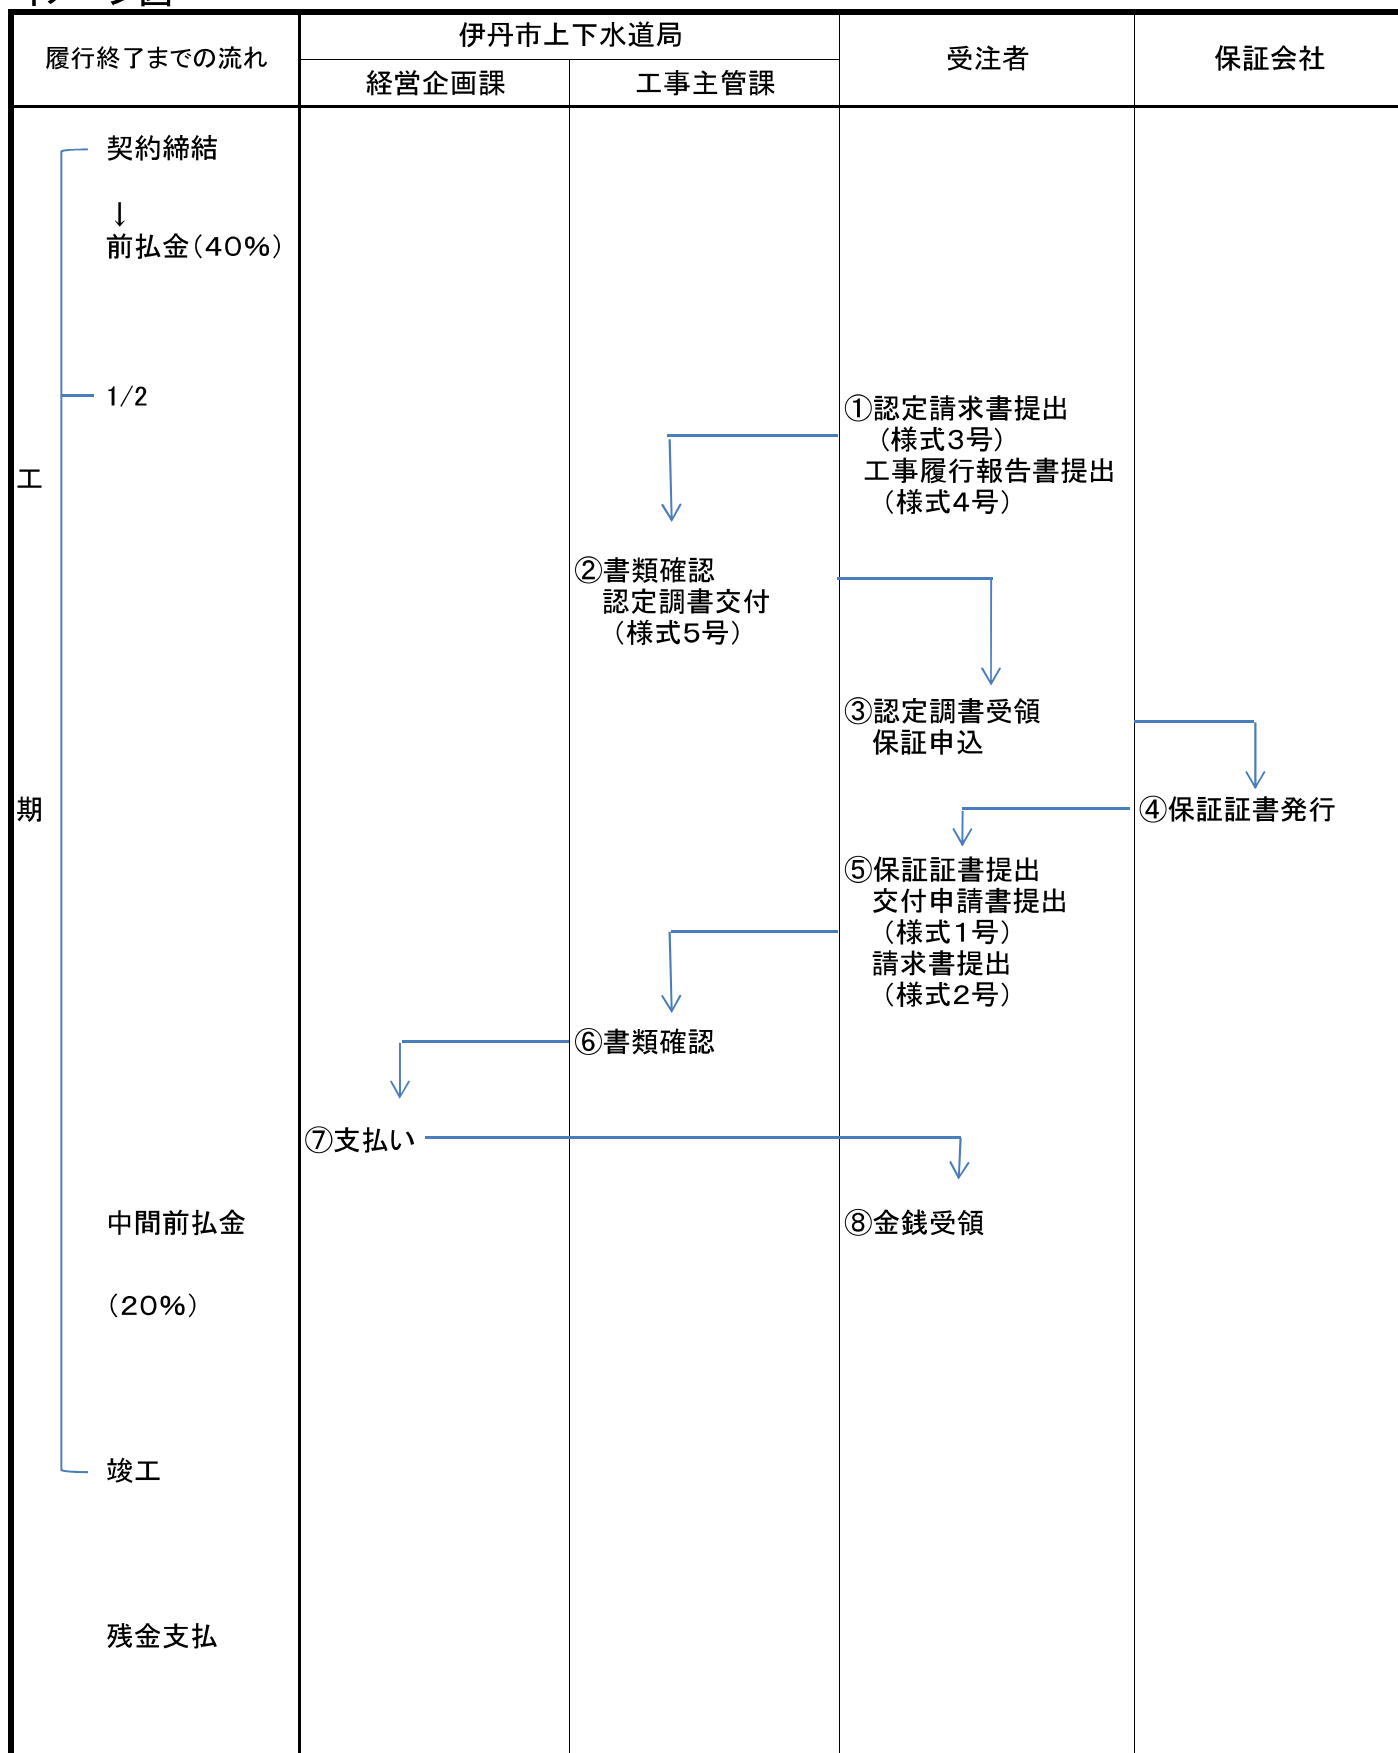 履行終了までの流れ
伊丹市上下水道局
経営企画課
工事主管課
受注者
保証会社
契約締結
↓
前払金（40％）
1/2
工
期
①認定請求書提出
（様式3号）
工事履行報告書提出
（様式4号）
②書類確認
認定調書交付
（様式5号）
③認定調書受領
保証申込
④保証証書発行
⑤保証証書提出
交付申請書提出
（様式1号）
請求書提出
（様式2号）
⑥書類確認
⑦支払い
中間前払金
⑧金銭受領
（20％）
竣工
残金支払